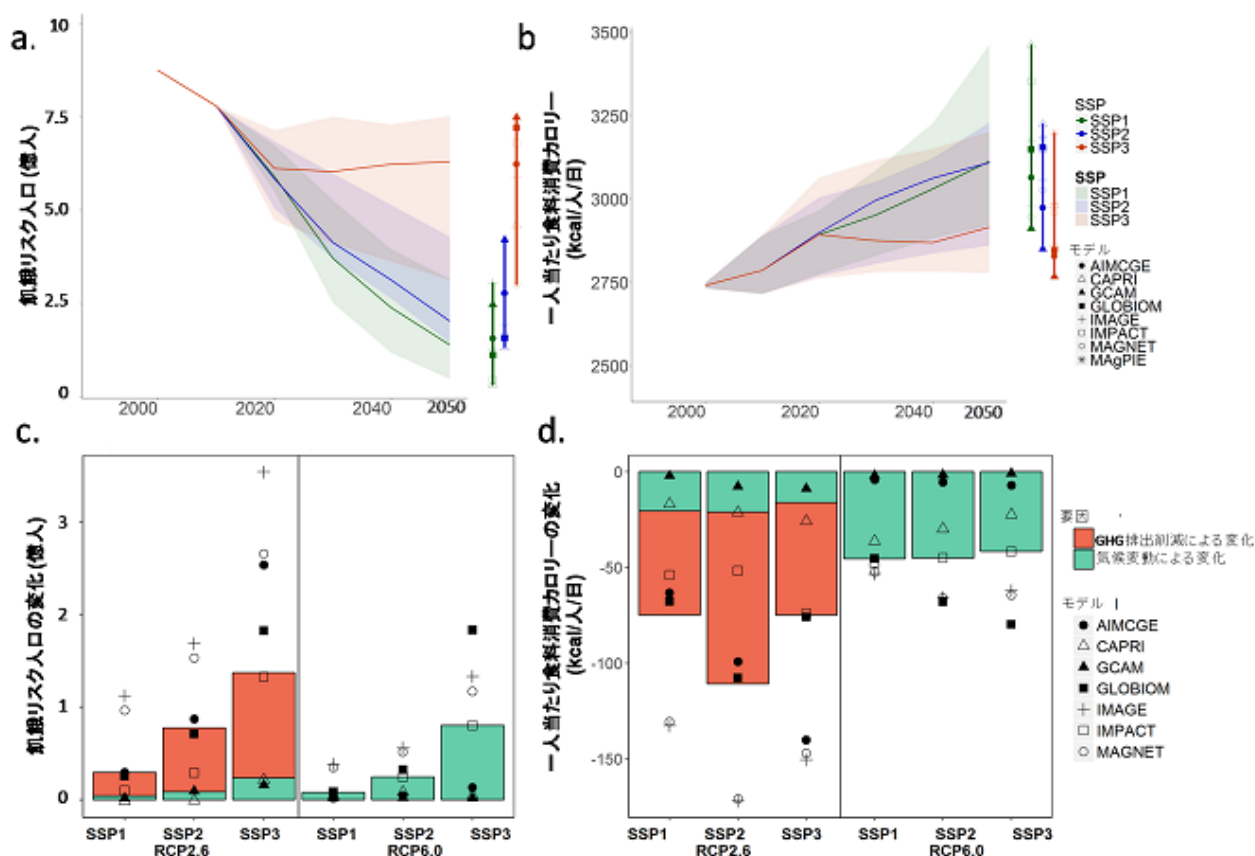 a.
飢餓リスク人口 (億人)
10
7.5
5.0
2.5
0
2000
2020
2040
2050
b
一人当たり食料消費カロリー
(kcal/人/日)
3500
3250
3000
2750
2500
2000
2020
2040
2050
SSP
SSP1
SSP2
SSP3
SSP
SSP1
SSP2
SSP3
モデル
AIMCGE
CAPRI
GCAM
GLOBIOM
IMAGE
IMPACT
MAGNET
MAgPIE
c.
飢餓リスク人口の変化 (億人)
3
2
1
0
SSP1 SSP2 SSP3 SSP1 SSP2 SSP3
RCP2.6 RCP6.0
d.
一人当たり食料消費カロリーの変化
(kcal/人/日)
0
-50
-100
-150
SSP1 SSP2 SSP3 SSP1 SSP2 SSP3
RCP2.6 RCP6.0
要因
GHG排出削減による変化
気候変動による変化
モデル
AIMCGE
CAPRI
GCAM
GLOBIOM
IMAGE
IMPACT
MAGNET